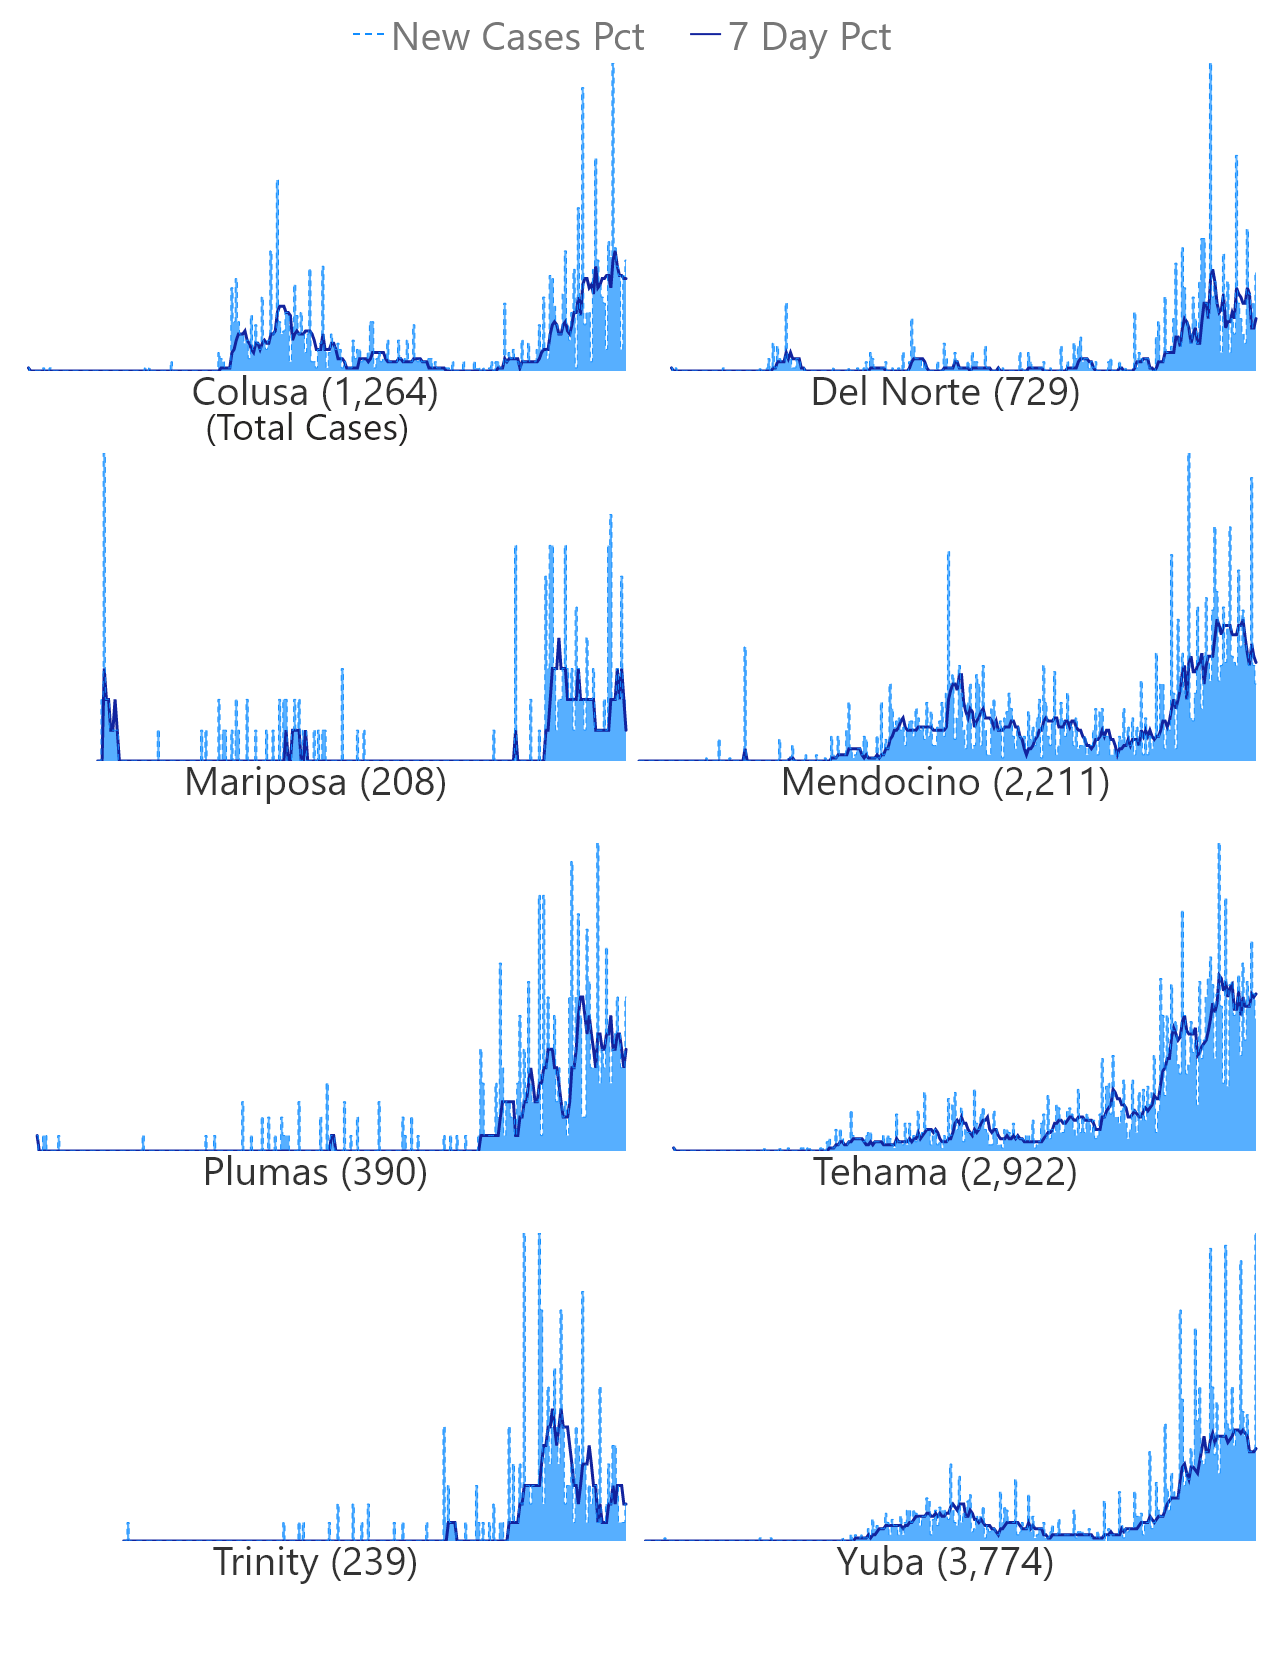 New Cases Pct 7 Day Pct
Colusa (1,264) Del Norte (729)
(Total Cases)
Mariposa (208) Mendocino (2,211)
Plumas (390) Tehama (2,922)
Trinity (239) Yuba (3,774)